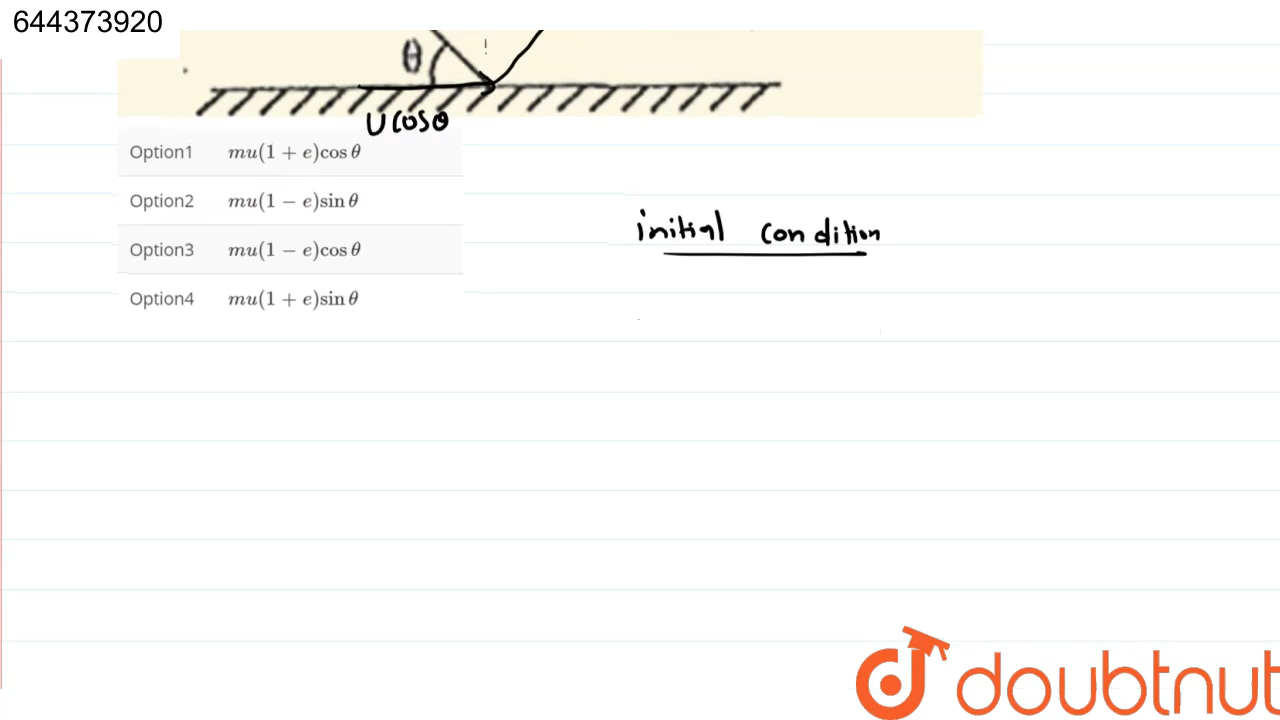 644373920
θ
U cos θ
Option1 mu(1 + e)cos θ
Option2 mu(1 − e)sin θ
initial condition
Option3 mu(1 − e)cos θ
Option4 mu(1 + e)sin θ
doubtnut